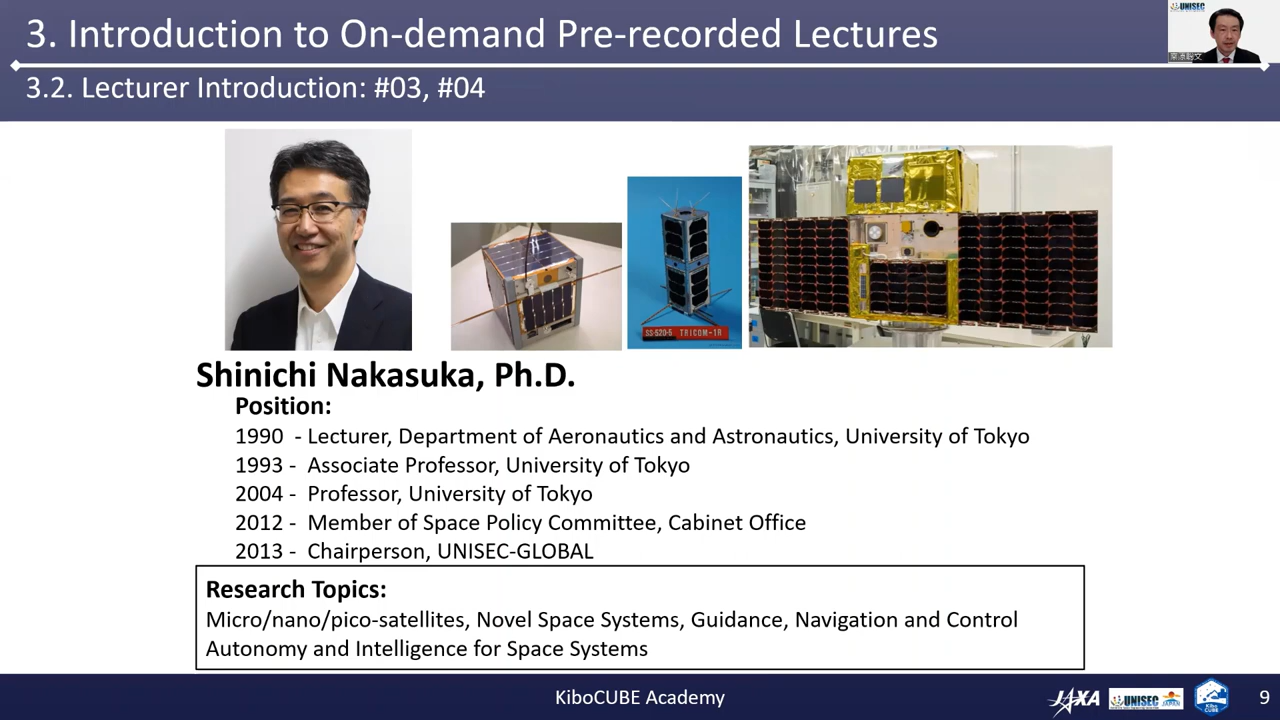 3. Introduction to On-demand Pre-recorded Lectures
UNISEC
3.2. Lecturer Introduction: #03, #04
SS-520-5 TRICOM-1R
Shinichi Nakasuka, Ph.D.
Position:
1990 - Lecturer, Department of Aeronautics and Astronautics, University of Tokyo
1993 - Associate Professor, University of Tokyo
2004 - Professor, University of Tokyo
2012 - Member of Space Policy Committee, Cabinet Office
2013 - Chairperson, UNISEC-GLOBAL
Research Topics:
Micro/nano/pico-satellites, Novel Space Systems, Guidance, Navigation and Control
Autonomy and Intelligence for Space Systems
KiboCUBE Academy
JAXA
UNISEC
JAPAN
Kibo
CUBE
9